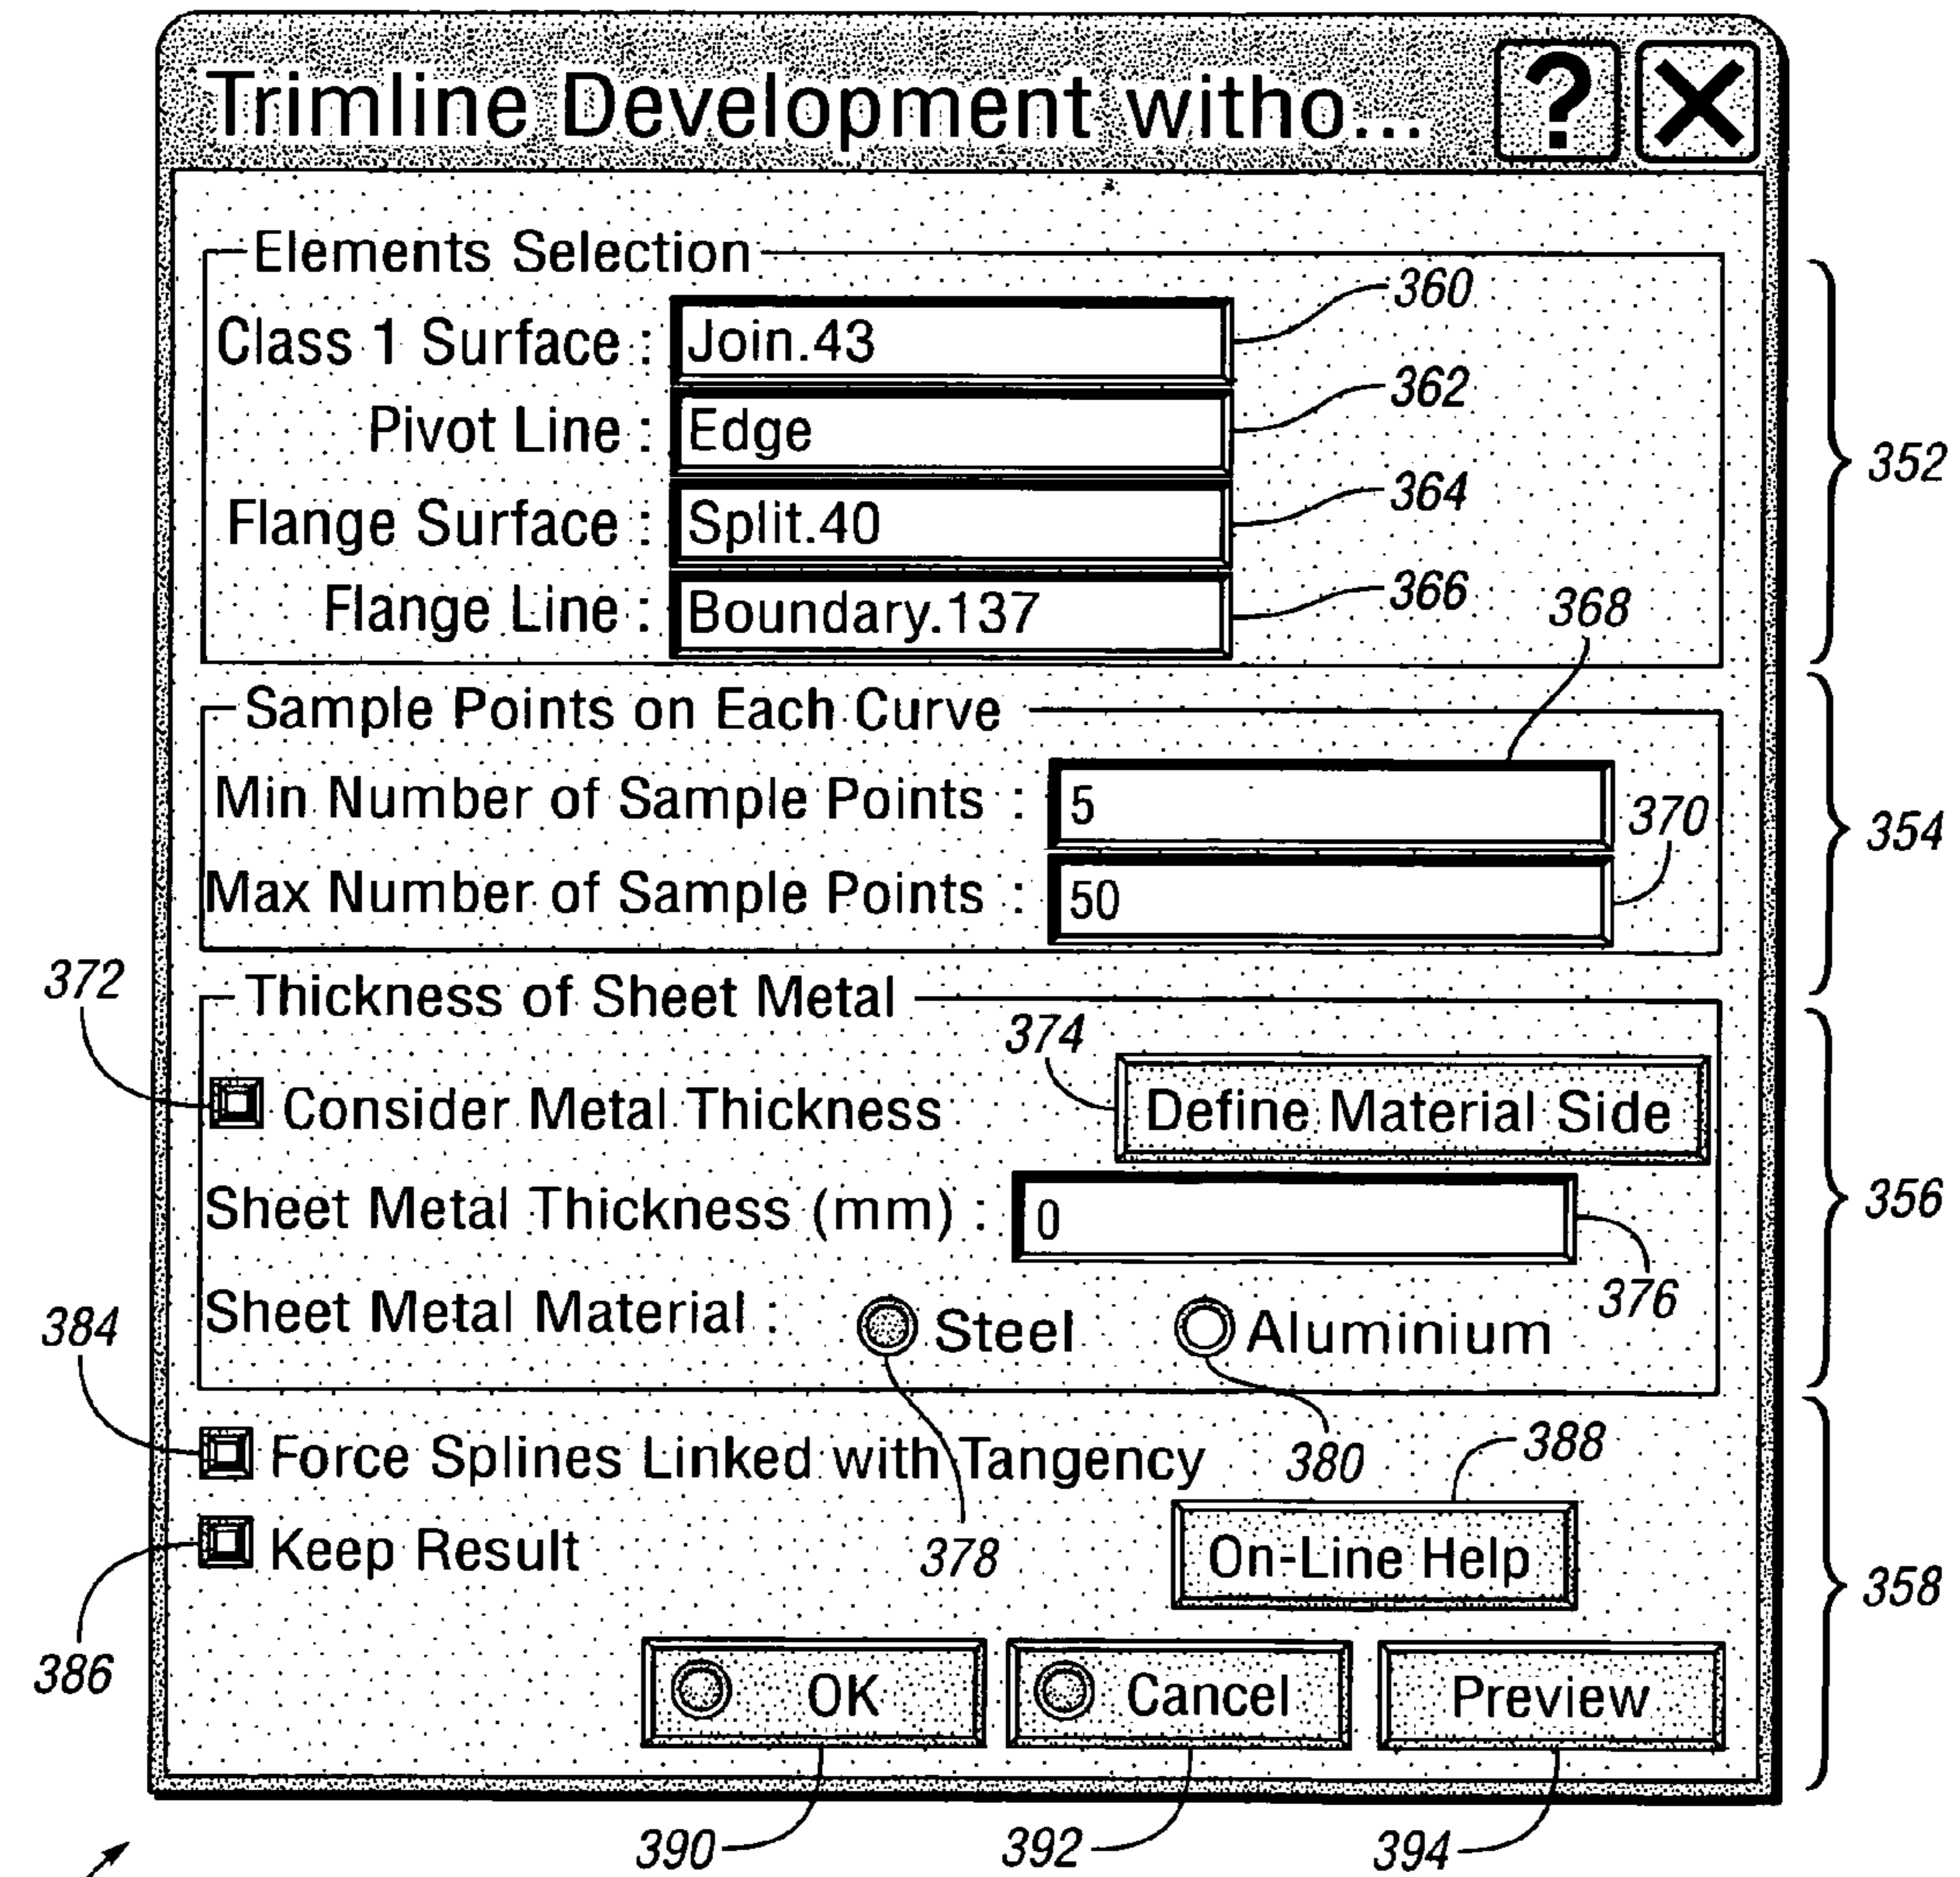 Trimline Development witho...
? X
Elements Selection
360
Class 1 Surface : Join.43
362
Pivot Line : Edge
352
364
Flange Surface : Split.40
366
368
Flange Line : Boundary.137
Sample Points on Each Curve
Min Number of Sample Points : 5
370
354
Max Number of Sample Points : 50
372
Thickness of Sheet Metal
374
Consider Metal Thickness Define Material Side
356
Sheet Metal Thickness (mm) : 0
376
Sheet Metal Material : Steel Aluminium
384
380
388
Force Splines Linked with Tangency
378
Keep Result On-Line Help
358
386
OK Cancel Preview
390 392 394